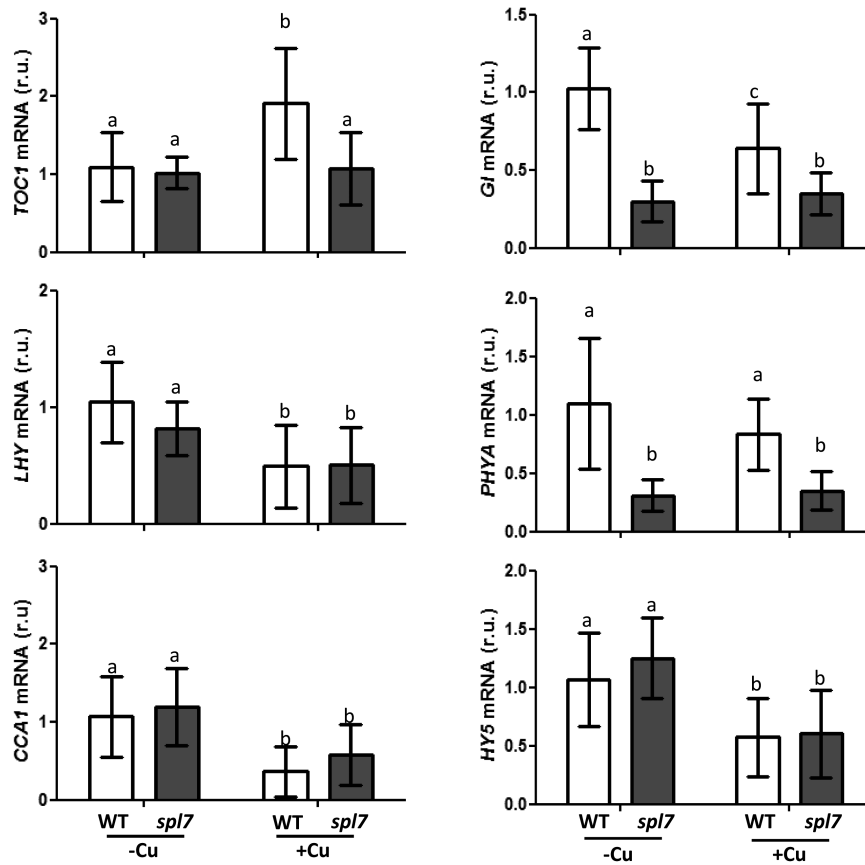 TOC1 mRNA (r.u.)
3
2
1
0
a
a
b
a
GI mRNA (r.u.)
1.5
1.0
0.5
0.0
a
b
c
b
LHY mRNA (r.u.)
2
1
0
a
a
b
b
PHYA mRNA (r.u.)
2.0
1.5
1.0
0.5
0.0
a
b
a
b
CCA1 mRNA (r.u)
3
2
1
0
a
a
b
b
WT spl7 WT spl7
-Cu +Cu
HY5 mRNA (r.u.)
2.0
1.5
1.0
0.5
0.0
a
a
b
b
WT spl7 WT spl7
-Cu +Cu